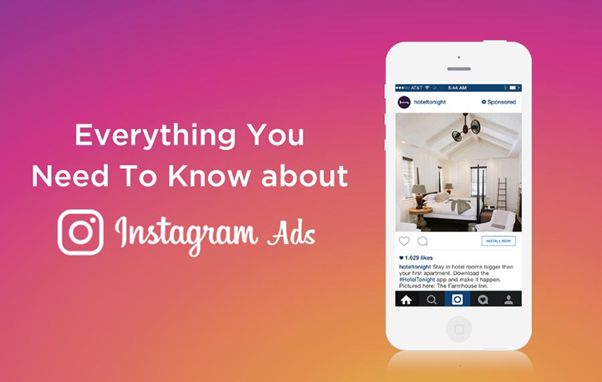 Everything You
Need To Know about
Instagram Ads
AT&T
5:44 AM
hoteltonight
Sponsored
INSTALL NOW
1,629 likes
hoteltonight Stay in hotel rooms bigger than
your first apartment. Download the
#HotelTonight app and make it happen.
Pictured here: The Farmhouse Inn.